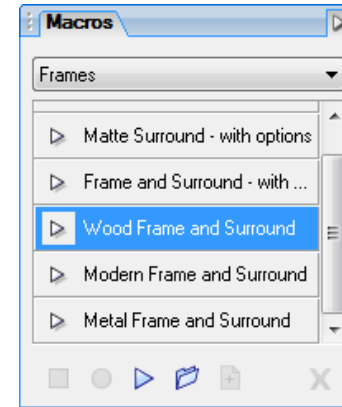 Macros
Frames
Matte Surround - with options
Frame and Surround - with ...
Wood Frame and Surround
Modern Frame and Surround
Metal Frame and Surround